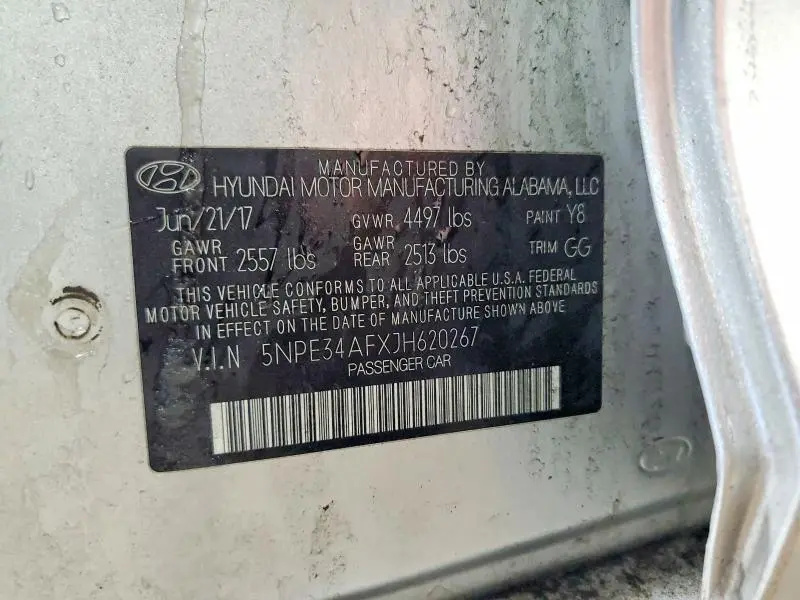 MANUFACTURED BY
HYUNDAI MOTOR MANUFACTURING ALABAMA, LLC
Jun/21/17 GVWR 4497 lbs PAINT Y8
GAWR FRONT 2557 lbs GAWR REAR 2513 lbs TRIM GG
THIS VEHICLE CONFORMS TO ALL APPLICABLE U.S.A. FEDERAL
MOTOR VEHICLE SAFETY, BUMPER, AND THEFT PREVENTION STANDARDS
IN EFFECT ON THE DATE OF MANUFACTURE SHOWN ABOVE
V.I.N 5NPE34AFXJH620267
PASSENGER CAR